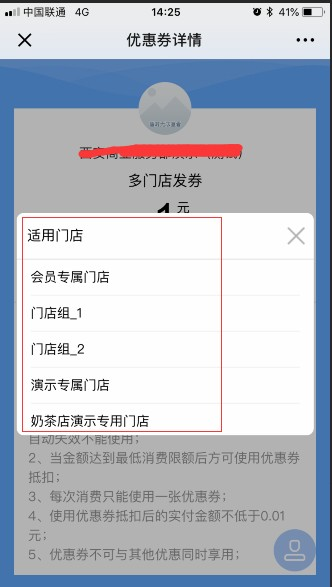 中国联通 4G 14:25 41%
优惠券详情
多门店发券
元
适用门店
会员专属门店
门店组_1
门店组_2
演示专属门店
奶茶店演示专用门店
自动失效不能使用；
2、当金额达到最低消费限额后方可使用优惠券
抵扣；
3、每次消费只能使用一张优惠券；
4、使用优惠券抵扣后的实付金额不低于0.01
元；
5、优惠券不可与其他优惠同时享用；